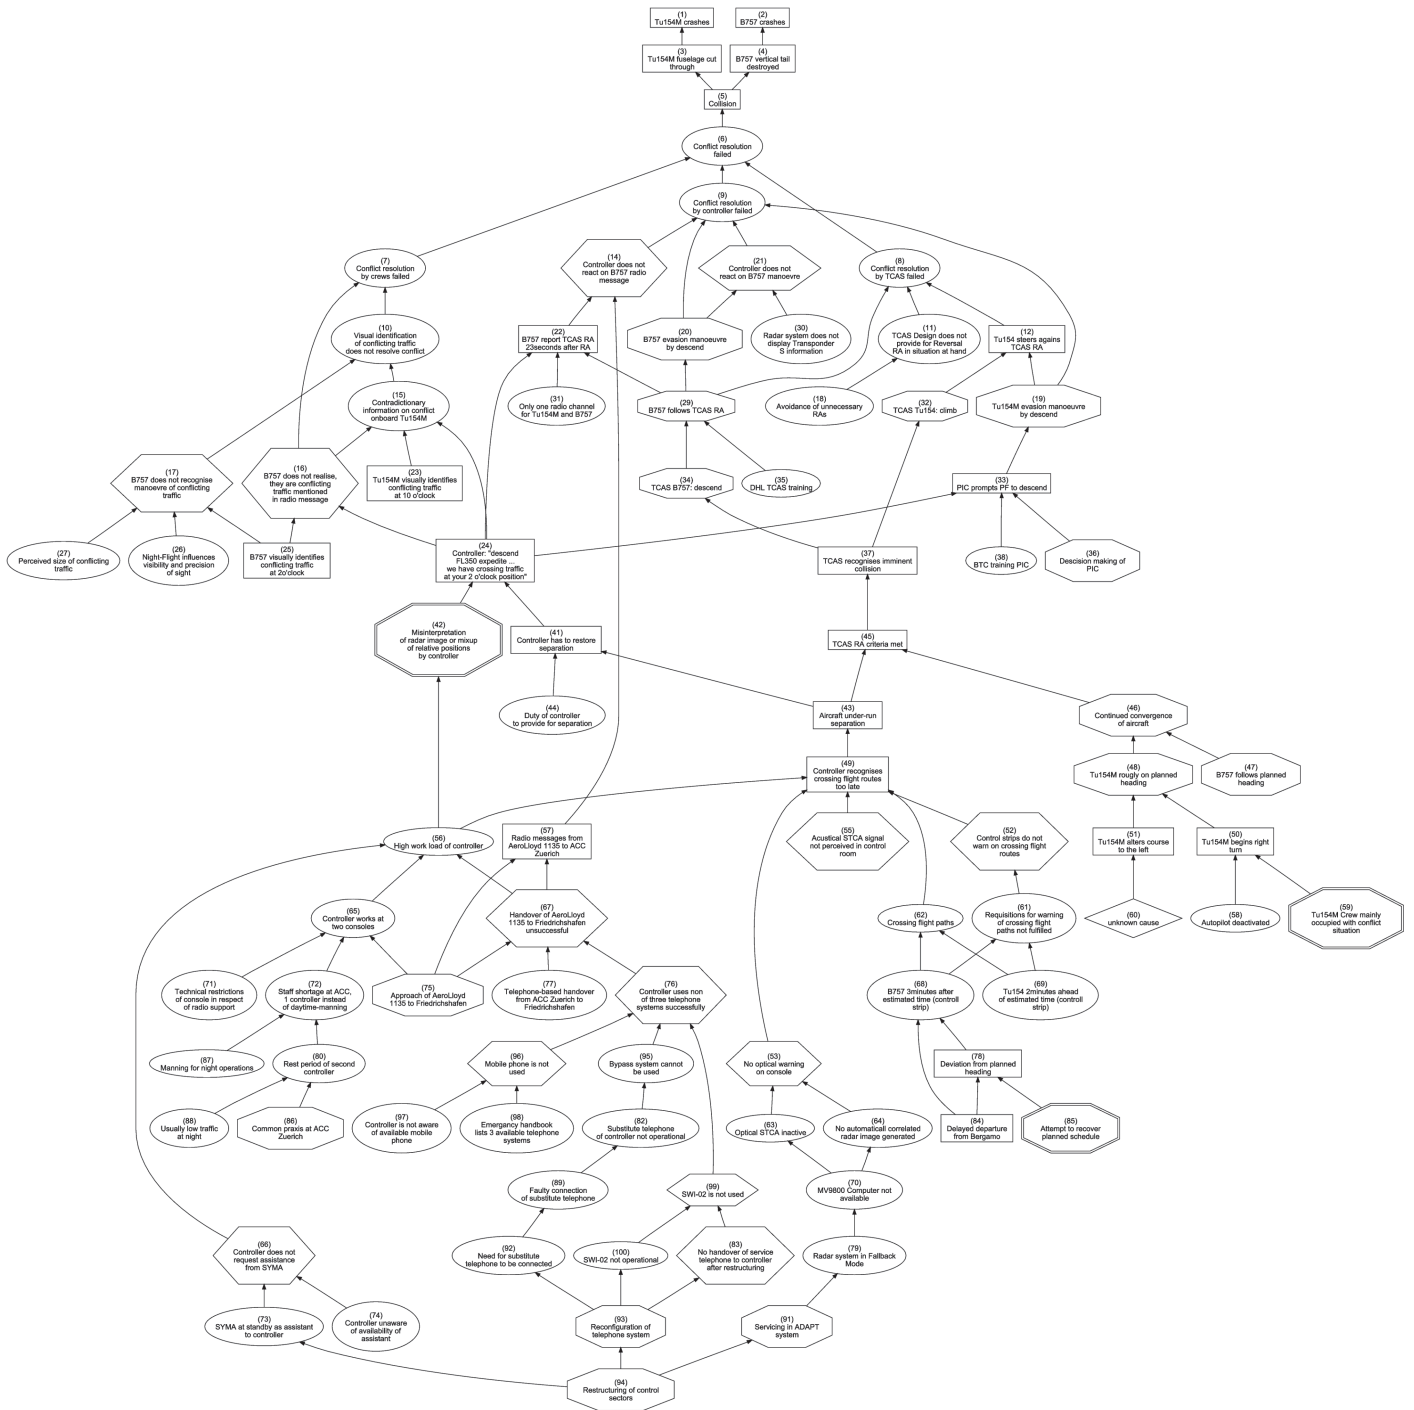 (1)
Tu154M crashes
(2)
B757 crashes
(3)
Tu154M fuselage cut
through
(4)
B757 vertical tail
destroyed
(5)
Collision
(6)
Conflict resolution
failed
(9)
Conflict resolution
by controller failed
(7)
Conflict resolution
by crews failed
(14)
Controller does not
react on B757 radio
message
(21)
Controller does not
react on B757 manoevre
(8)
Conflict resolution
by TCAS failed
(10)
Visual identification
of conflicting traffic
does not resolve conflict
(22)
B757 report TCAS RA
23seconds after RA
(20)
B757 evasion manoeuvre
by descend
(30)
Radar system does not
display Transponder
S information
(11)
TCAS Design does not
provide for Reversal
RA in situation at hand
(12)
Tu154 steers agains
TCAS RA
(15)
Contradictionary
information on conflict
onboard Tu154M
(31)
Only one radio channel
for Tu154M and B757
(29)
B757 follows TCAS RA
(18)
Avoidance of unnecessary
RAs
(32)
TCAS Tu154: climb
(19)
Tu154M evasion manoeuvre
by descend
(17)
B757 does not recognise
manoevre of conflicting
traffic
(16)
B757 does not realise,
they are conflicting
traffic mentioned
in radio message
(23)
Tu154M visually identifies
conflicting traffic
at 10 o'clock
(34)
TCAS B757: descend
(35)
DHL TCAS training
(33)
PIC prompts PF to descend
(27)
Perceived size of conflicting
traffic
(26)
Night-Flight influences
visibility and precision
of sight
(25)
B757 visually identifies
conflicting traffic
at 2o'clock
(24)
Controller: "descend
FL350 expedite ...
we have crossing traffic
at your 2 o'clock position"
(37)
TCAS recognises imminent
collision
(38)
BTC training PIC
(36)
Descision making of
PIC
(42)
Misinterpretation
of radar image or mixup
of relative positions
by controller
(41)
Controller has to restore
separation
(45)
TCAS RA criteria met
(44)
Duty of controller
to provide for separation
(43)
Aircraft under-run
separation
(46)
Continued convergence
of aircraft
(49)
Controller recognises
crossing flight routes
too late
(48)
Tu154M rougly on planned
heading
(47)
B757 follows planned
heading
(56)
High work load of controller
(57)
Radio messages from
AeroLloyd 1135 to ACC
Zuerich
(55)
Acustical STCA signal
not perceived in control
room
(52)
Control strips do not
warn on crossing flight
routes
(51)
Tu154M alters course
to the left
(50)
Tu154M begins right
turn
(65)
Controller works at
two consoles
(67)
Handover of AeroLloyd
1135 to Friedrichshafen
unsuccessful
(62)
Crossing flight paths
(61)
Requisitions for warning
of crossing flight
paths not fulfilled
(60)
unknown cause
(58)
Autopilot deactivated
(59)
Tu154M Crew mainly
occupied with conflict
situation
(71)
Technical restrictions
of console in respect
of radio support
(72)
Staff shortage at ACC,
1 controller instead
of daytime-manning
(75)
Approach of AeroLloyd
1135 to Friedrichshafen
(77)
Telephone-based handover
from ACC Zuerich to
Friedrichshafen
(76)
Controller uses non
of three telephone
systems successfully
(68)
B757 3minutes after
estimated time (controll
strip)
(69)
Tu154 2minutes ahead
of estimated time (controll
strip)
(87)
Manning for night operations
(80)
Rest period of second
controller
(96)
Mobile phone is not
used
(95)
Bypass system cannot
be used
(53)
No optical warning
on console
(78)
Deviation from planned
heading
(88)
Usually low traffic
at night
(86)
Common praxis at ACC
Zuerich
(97)
Controller is not aware
of available mobile
phone
(98)
Emergancy handbook
lists 3 available telephone
systems
(82)
Substitute telephone
of controller not operational
(63)
Optical STCA inactive
(64)
No automaticall correlated
radar image generated
(84)
Delayed departure
from Bergamo
(85)
Attempt to recover
planned schedule
(89)
Faulty connection
of substitute telephone
(99)
SWI-02 is not used
(70)
MV9800 Computer not
available
(66)
Controller does not
request assistance
from SYMA
(92)
Need for substitute
telephone to be connected
(100)
SWI-02 not operational
(83)
No handover of service
telephone to controller
after restructuring
(79)
Radar system in Fallback
Mode
(73)
SYMA at standby as assistant
to controller
(74)
Controller unaware
of availability of
assistant
(93)
Reconfiguration of
telephone system
(91)
Servicing in ADAPT
system
(94)
Restructuring of control
sectors